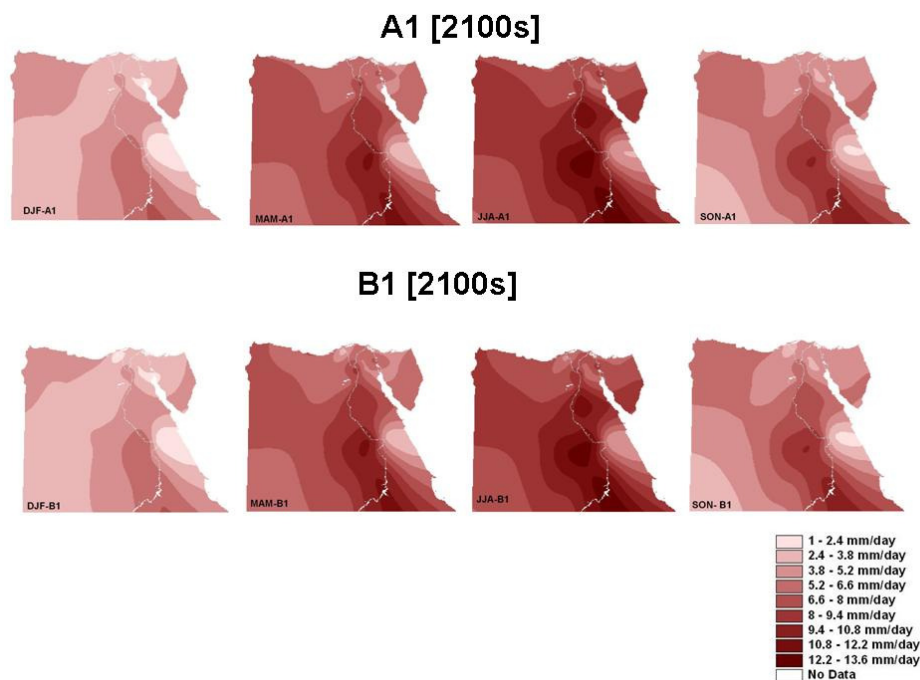 A1 [2100s]
DJF-A1
MAM-A1
JJA-A1
SON-A1
B1 [2100s]
DJF-B1
MAM-B1
JJA-B1
SON- B1
1 - 2.4 mm/day
2.4 - 3.8 mm/day
3.8 - 5.2 mm/day
5.2 - 6.6 mm/day
6.6 - 8 mm/day
8 - 9.4 mm/day
9.4 - 10.8 mm/day
10.8 - 12.2 mm/day
12.2 - 13.6 mm/day
No Data